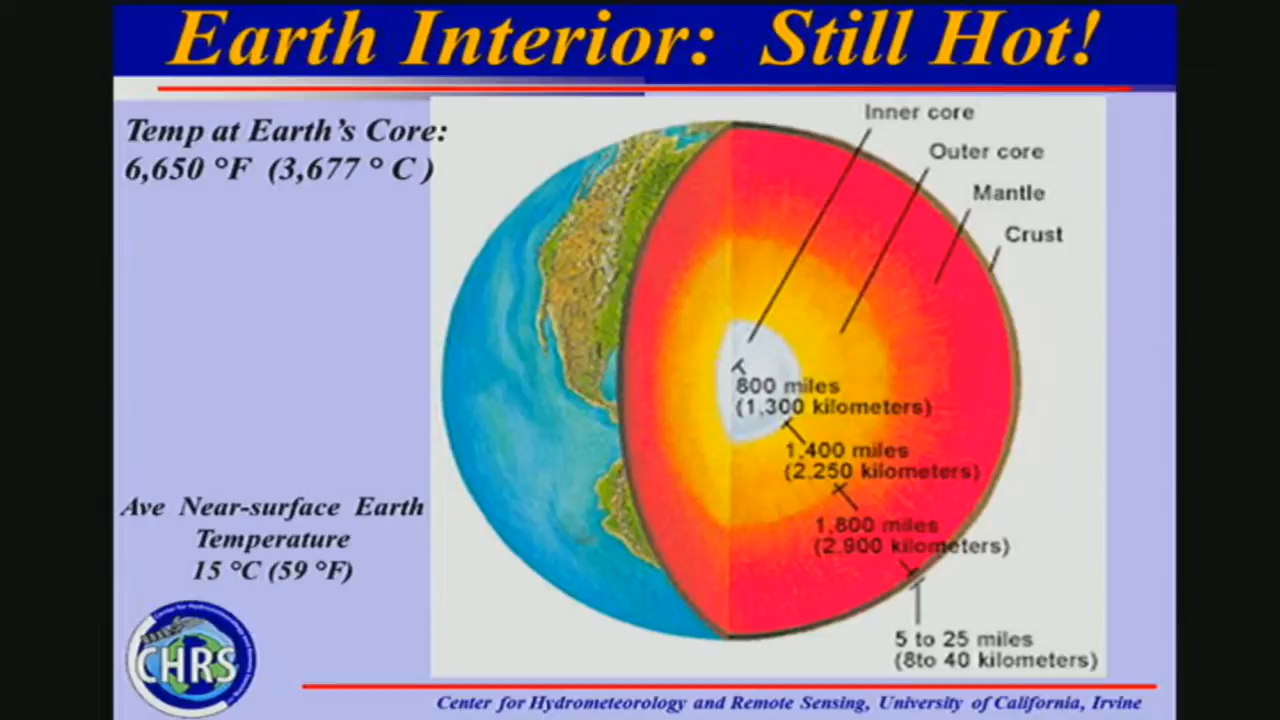 Earth Interior: Still Hot!
Temp at Earth's Core:
6,650 °F (3,677 ° C )
Inner core
Outer core
Mantle
Crust
800 miles
(1,300 kilometers)
1,400 miles
(2,250 kilometers)
1,800 miles
(2,900 kilometers)
5 to 25 miles
(8to 40 kilometers)
Ave Near-surface Earth
Temperature
15 °C (59 °F)
CHRS
Center for Hydrometeorology and Remote Sensing, University of California, Irvine